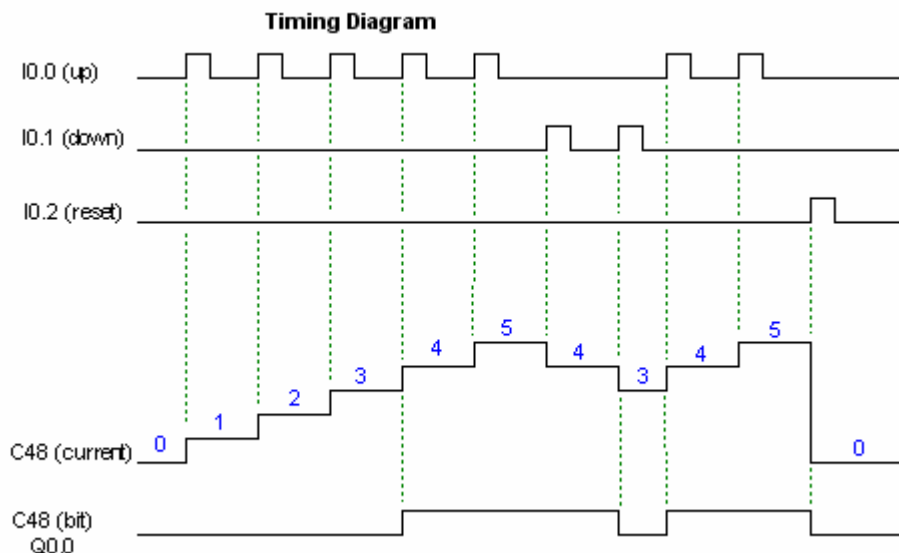 Timing Diagram
I0.0 (up)
I0.1 (down)
I0.2 (reset)
5
5
4
4
4
3
3
2
1
0
0
C48 (current)
C48 (bit)
Q0.0